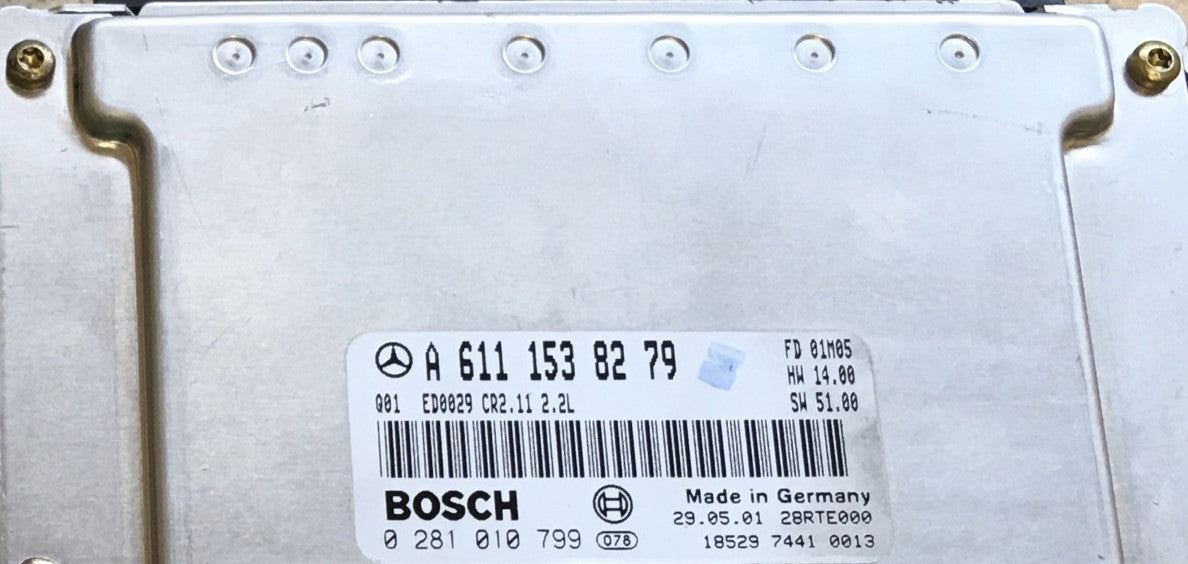 A 611 153 82 79
FD 01M05
HW 14.00
Q01 ED0029 CR2.11 2.2L
SW 51.00
BOSCH
Made in Germany
29.05.01 28RTE000
0 281 010 799 078
18529 7441 0013